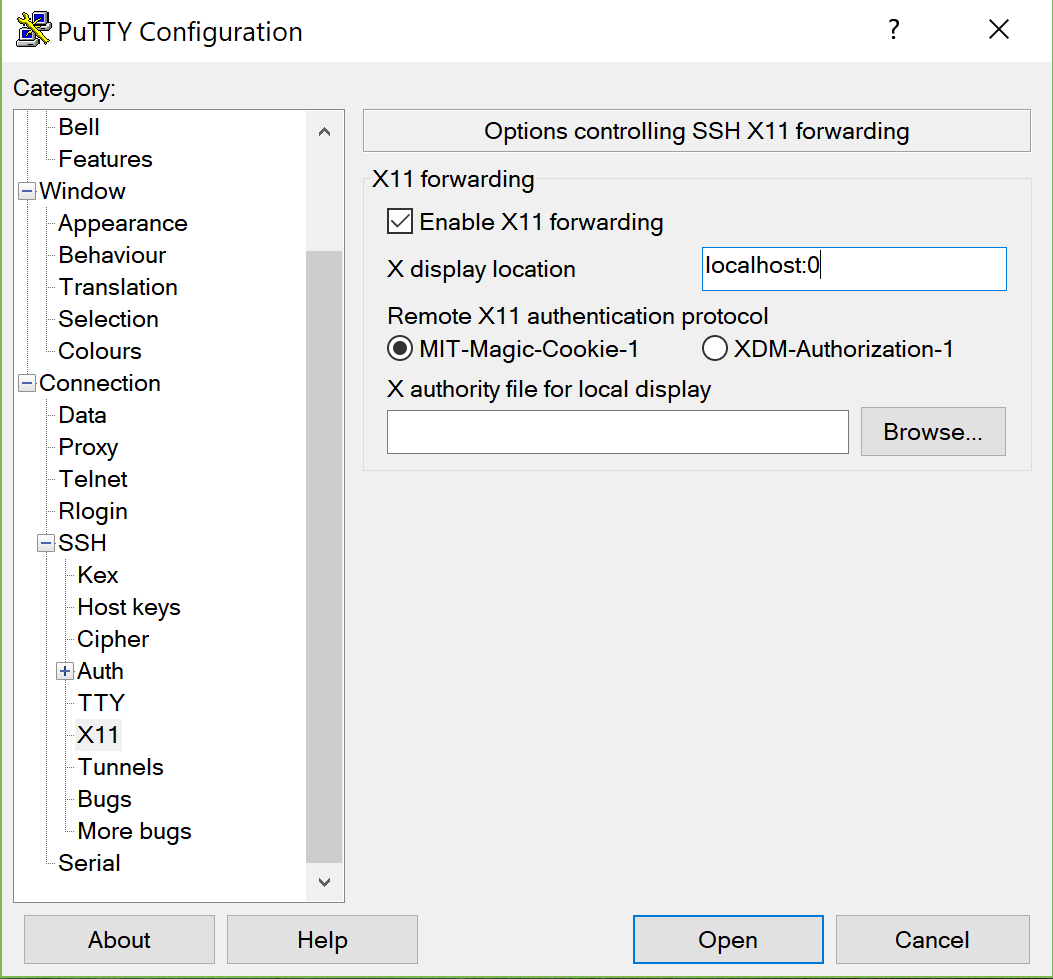 PuTTY Configuration
?
Category:
Bell
Features
Window
Appearance
Behaviour
Translation
Selection
Colours
Connection
Data
Proxy
Telnet
Rlogin
SSH
Kex
Host keys
Cipher
Auth
TTY
X11
Tunnels
Bugs
More bugs
Serial
Options controlling SSH X11 forwarding
X11 forwarding
Enable X11 forwarding
X display location localhost:0
Remote X11 authentication protocol
MIT-Magic-Cookie-1 XDM-Authorization-1
X authority file for local display
Browse...
About Help Open Cancel